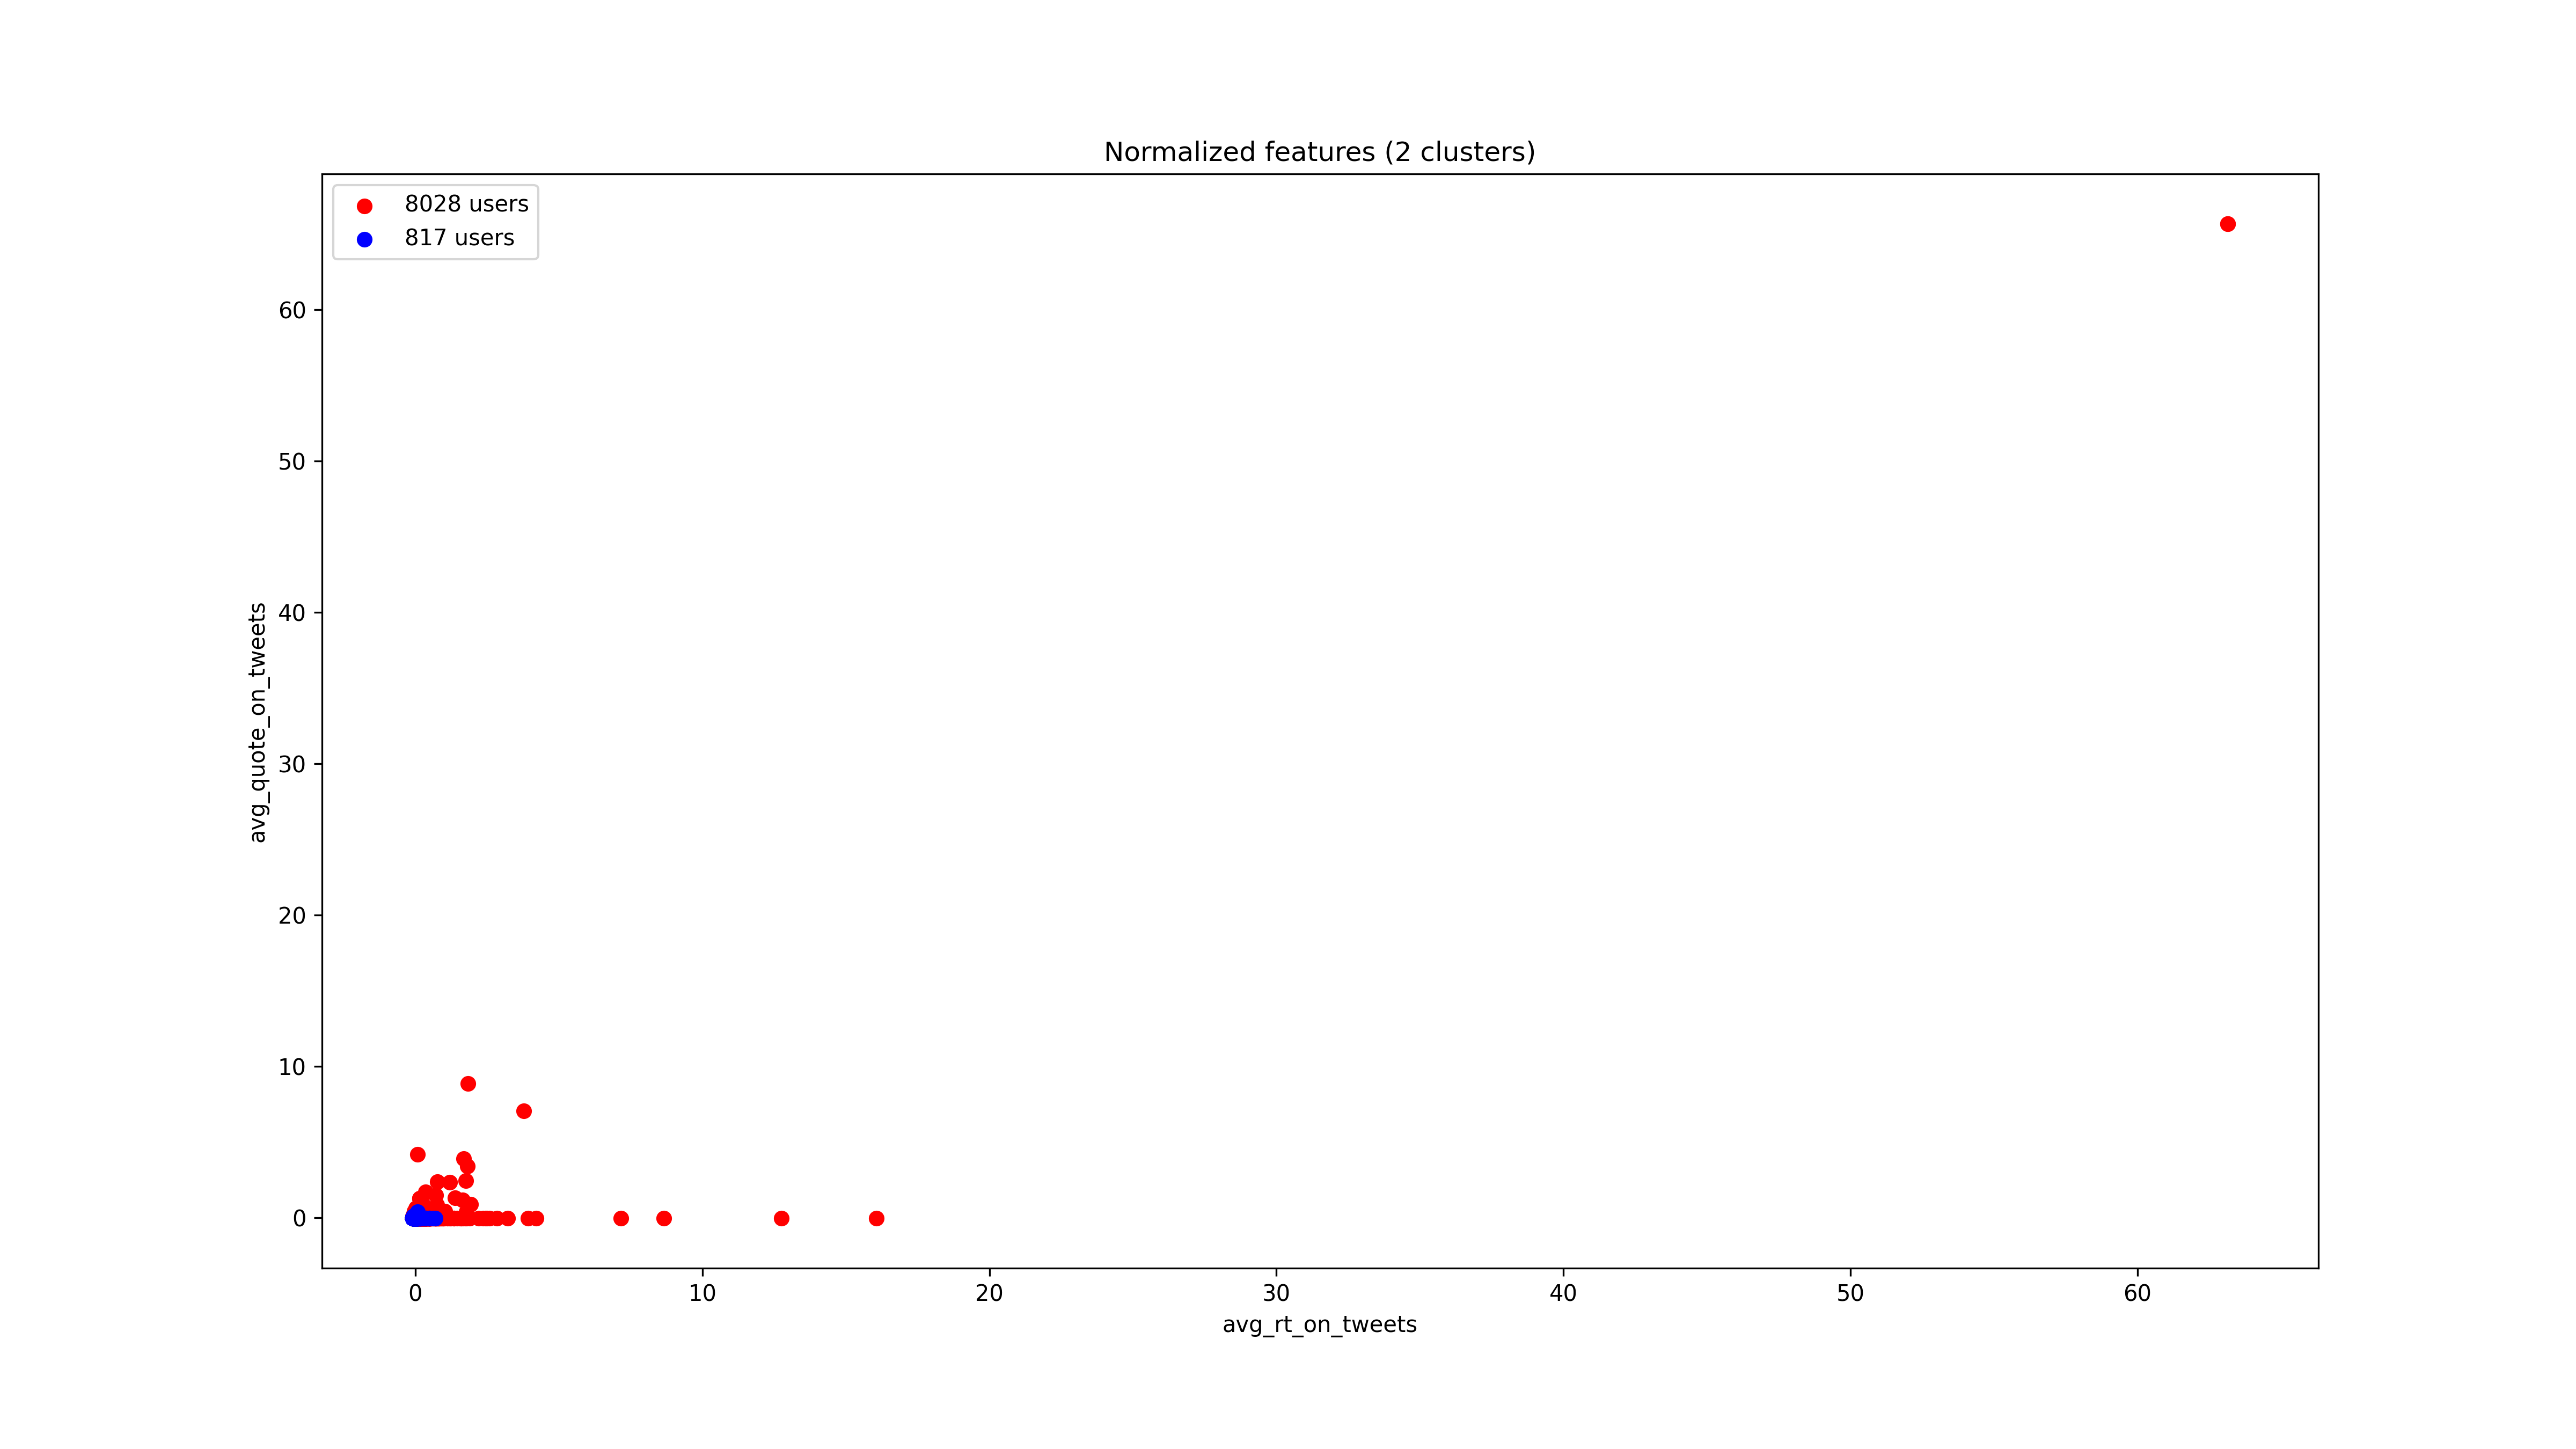 Normalized features (2 clusters)
8028 users
817 users
60
50
40
30
20
10
0
avg_quote_on_tweets
0 10 20 30 40 50 60
avg_rt_on_tweets